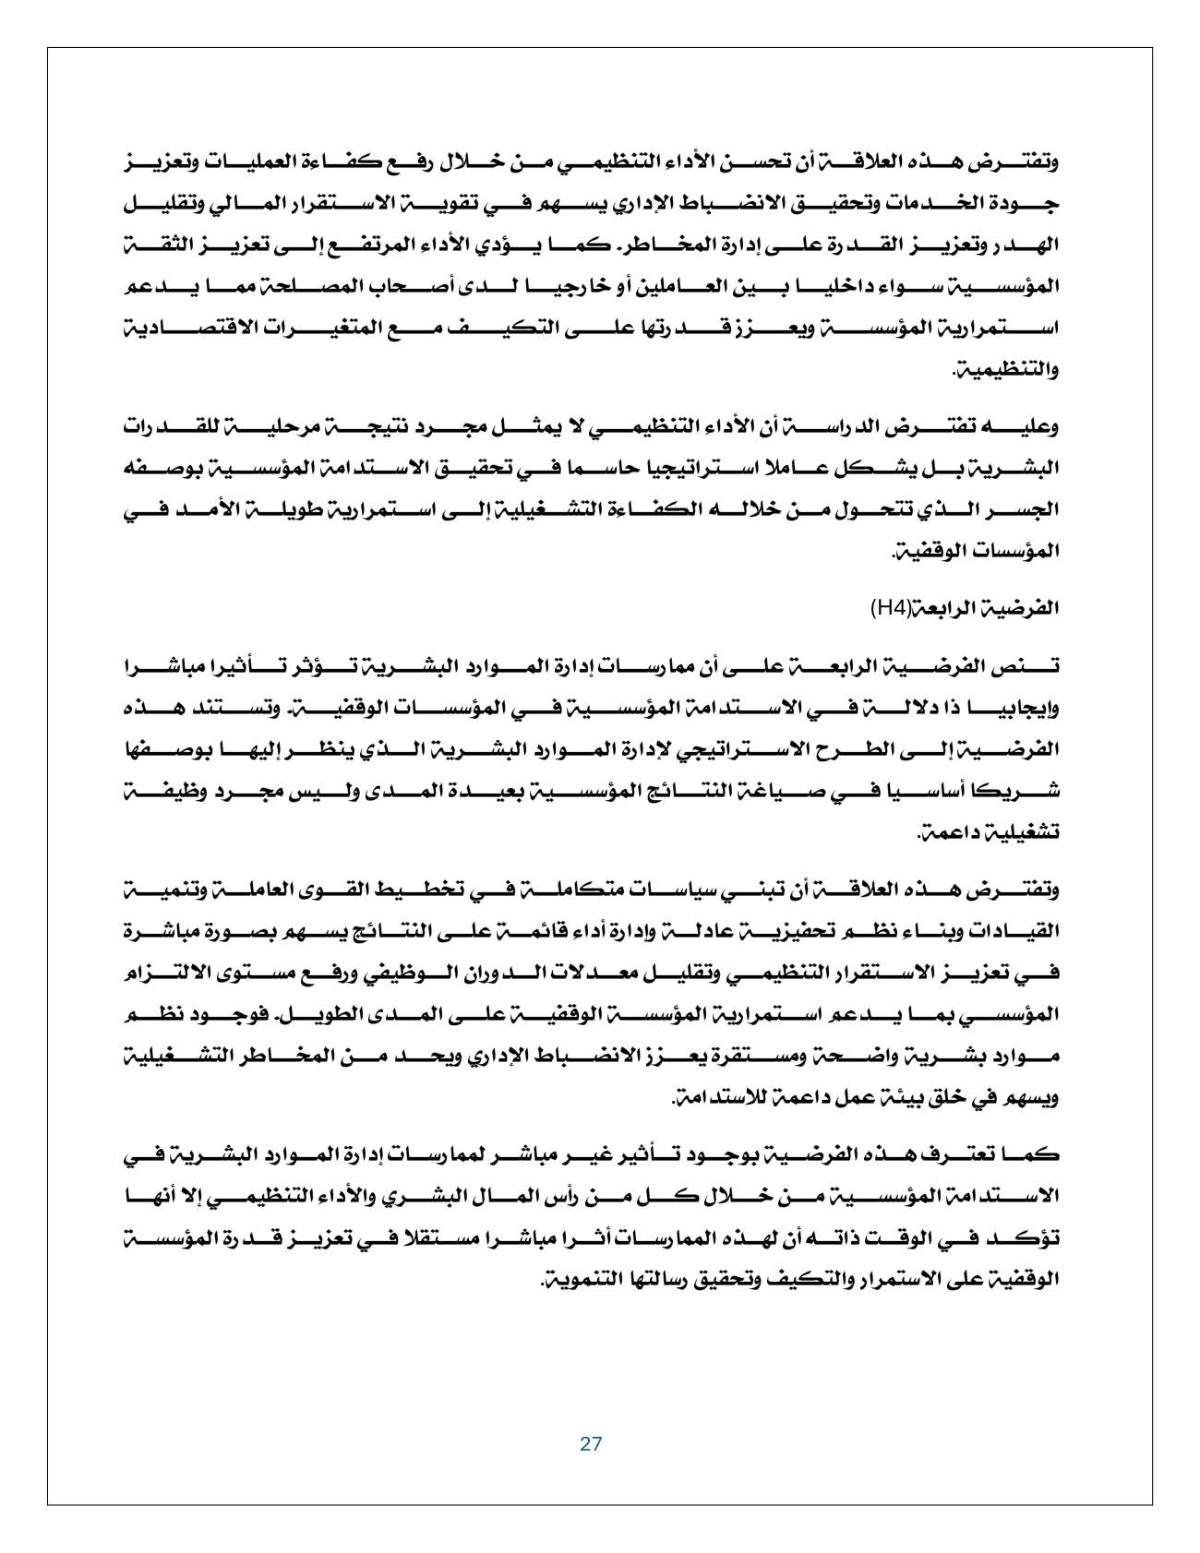 وتفترض هذه العلاقة أن تحسن الأداء التنظيمي من خلال رفع كفاءة العمليات وتعزيز
جودة الخدمات وتحقيق الانضباط الإداري يسهم في تقوية الاستقرار المالي وتقليل
الهدر وتعزيز القدرة على إدارة المخاطر. كما يؤدي الأداء المرتفع إلى تعزيز الثقة
المؤسسية سواء داخليا بين العاملين أو خارجيا لدى أصحاب المصلحة مما يدعم
استمرارية المؤسسة ويعزز قدرتها على التكيف مع المتغيرات الاقتصادية
والتنظيمية.
وعليه تفترض الدراسة أن الأداء التنظيمي لا يمثل مجرد نتيجة مرحلية للقدرات
البشرية بل يشكل عاملا استراتيجيا حاسما في تحقيق الاستدامة المؤسسية بوصفه
الجسر الذي تتحول من خلاله الكفاءة التشغيلية إلى استمرارية طويلة الأمد في
المؤسسات الوقفية.
الفرضية الرابعة(H4)
تنص الفرضية الرابعة على أن ممارسات إدارة الموارد البشرية تؤثر تأثيرا مباشرا
وايجابيا ذا دلالة في الاستدامة المؤسسية في المؤسسات الوقفية. وتستند هذه
الفرضية إلى الطرح الاستراتيجي لإدارة الموارد البشرية الذي ينظر إليها بوصفها
شريكا أساسيا في صياغة النتائج المؤسسية بعيدة المدى وليس مجرد وظيفة
تشغيلية داعمة.
وتفترض هذه العلاقة أن تبني سياسات متكاملة في تخطيط القوى العاملة وتنمية
القيادات وبناء نظم تحفيزية عادلة وإدارة أداء قائمة على النتائج يسهم بصورة مباشرة
في تعزيز الاستقرار التنظيمي وتقليل معدلات الدوران الوظيفي ورفع مستوى الالتزام
المؤسسي بما يدعم استمرارية المؤسسة الوقفية على المدى الطويل. فوجود نظم
موارد بشرية واضحة ومستقرة يعزز الانضباط الإداري ويحد من المخاطر التشغيلية
ويسهم في خلق بيئة عمل داعمة للاستدامة.
كما تعترف هذه الفرضية بوجود تأثير غير مباشر لممارسات إدارة الموارد البشرية في
الاستدامة المؤسسية من خلال كل من رأس المال البشري والأداء التنظيمي إلا أنها
تؤكد في الوقت ذاته أن لهذه الممارسات أثرا مباشرا مستقلا في تعزيز قدرة المؤسسة
الوقفية على الاستمرار والتكيف وتحقيق رسالتها التنموية.
27